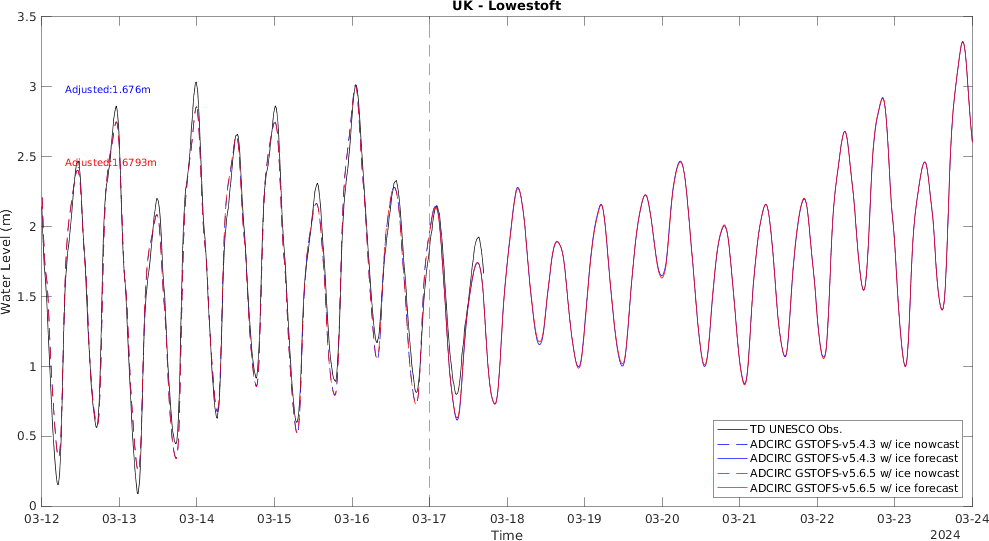 UK - Lowestoft
3.5
3
2.5
2
1.5
1
0.5
0
Water Level (m)
Adjusted:1.676m
Adjusted:1.6793m
TD UNESCO Obs.
ADCIRC GSTOFS-v5.4.3 w/ ice nowcast
ADCIRC GSTOFS-v5.4.3 w/ ice forecast
ADCIRC GSTOFS-v5.6.5 w/ ice nowcast
ADCIRC GSTOFS-v5.6.5 w/ ice forecast
03-12 03-13 03-14 03-15 03-16 03-17 03-18 03-19 03-20 03-21 03-22 03-23 03-24
Time
2024